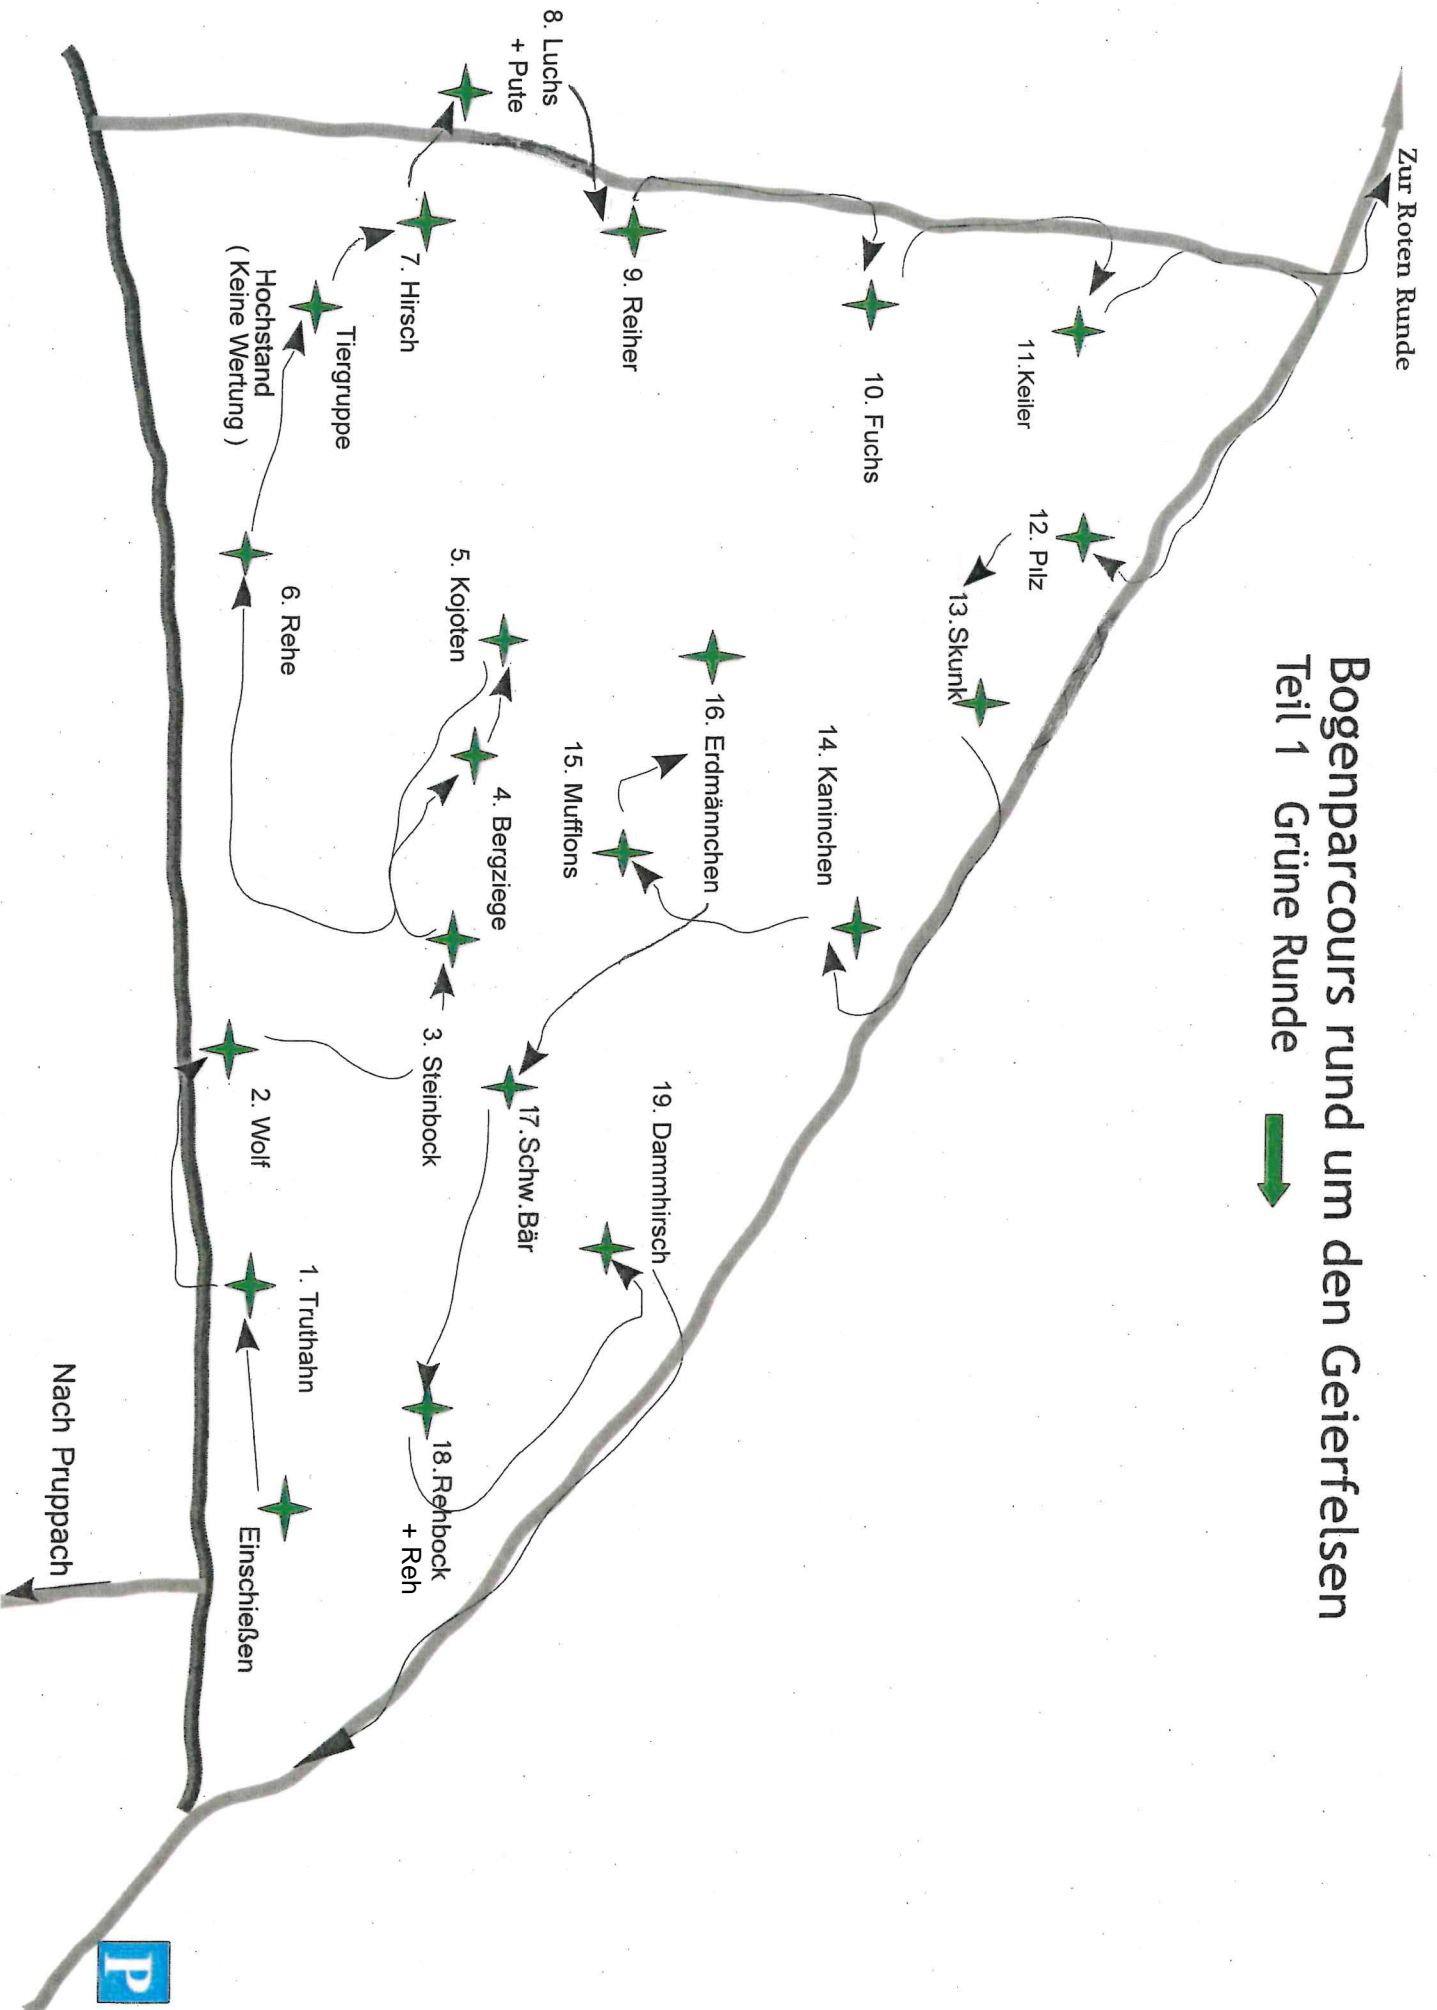 Bogenparcours rund um den Geierfelsen
Teil 1 Grüne Runde
Zur Roten Runde
Einschießen
1. Truthahn
2. Wolf
3. Steinbock
4. Bergziege
5. Kojoten
6. Rehe
Tiergruppe
Hochstand
( Keine Wertung )
7. Hirsch
8. Luchs
+ Pute
9. Reiher
10. Fuchs
11.Keiler
12. Pilz
13.Skunk
14. Kaninchen
15. Mufflons
16. Erdmännchen
17.Schw.Bär
18.Rehbock
+ Reh
19. Dammhirsch
Nach Pruppach
P